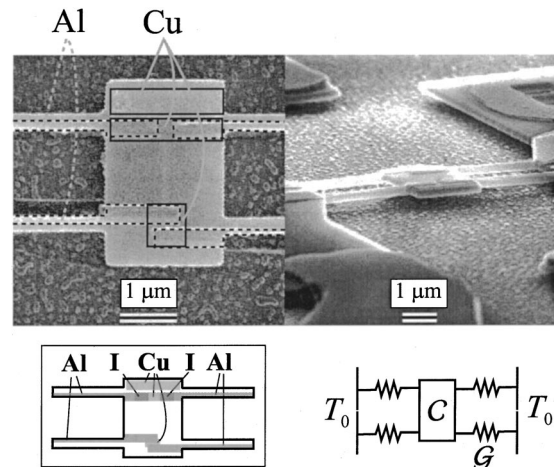 Al Cu
1 μm 1 μm
Al I Cu I Al
T₀ C T₀
G